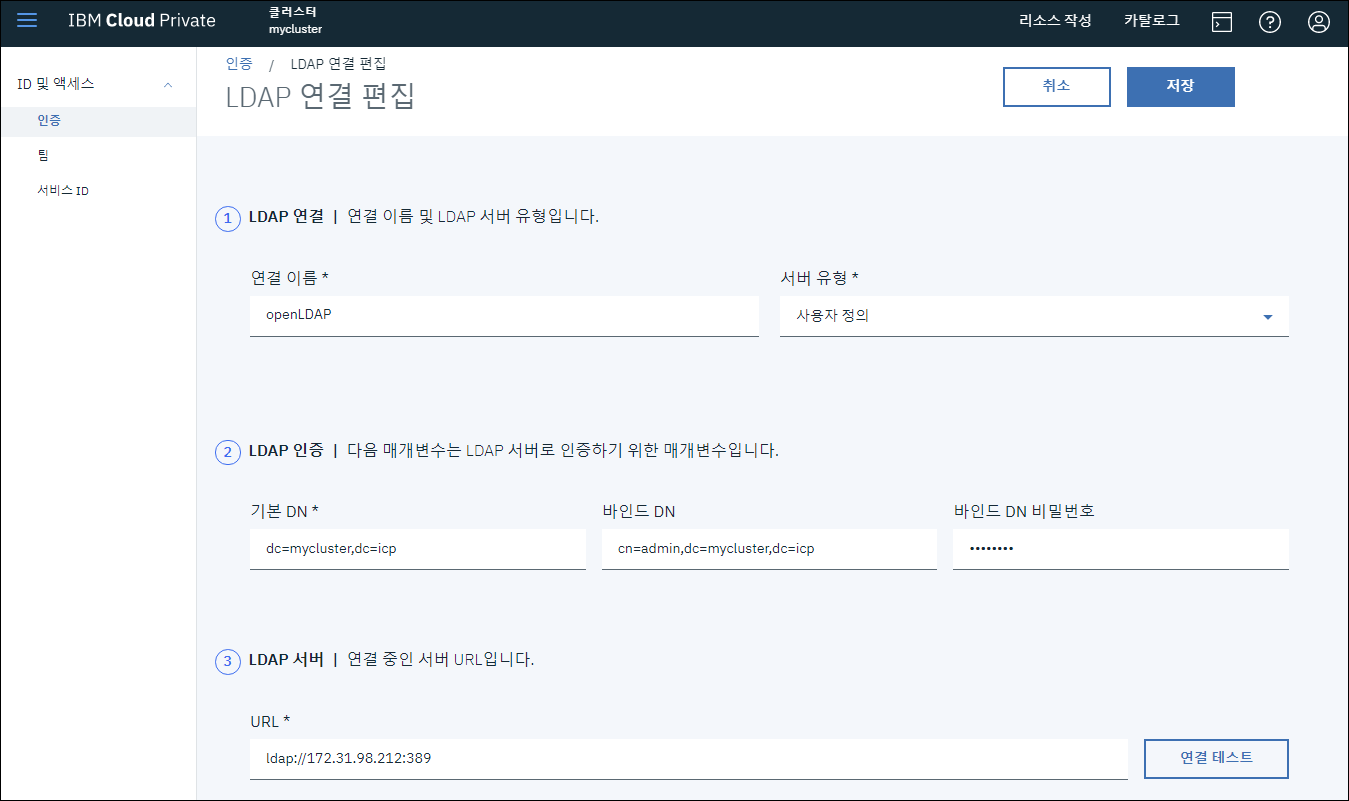 IBM Cloud Private
클러스터
mycluster
리소스 작성
카탈로그
ID 및 액세스
인증
팀
서비스 ID
인증 / LDAP 연결 편집
LDAP 연결 편집
취소
저장
1 LDAP 연결 | 연결 이름 및 LDAP 서버 유형입니다.
연결 이름 *
서버 유형 *
openLDAP
사용자 정의
2 LDAP 인증 | 다음 매개변수는 LDAP 서버로 인증하기 위한 매개변수입니다.
기본 DN *
바인드 DN
바인드 DN 비밀번호
dc=mycluster,dc=icp
cn=admin,dc=mycluster,dc=icp
••••••••
3 LDAP 서버 | 연결 중인 서버 URL입니다.
URL *
ldap://172.31.98.212:389
연결 테스트